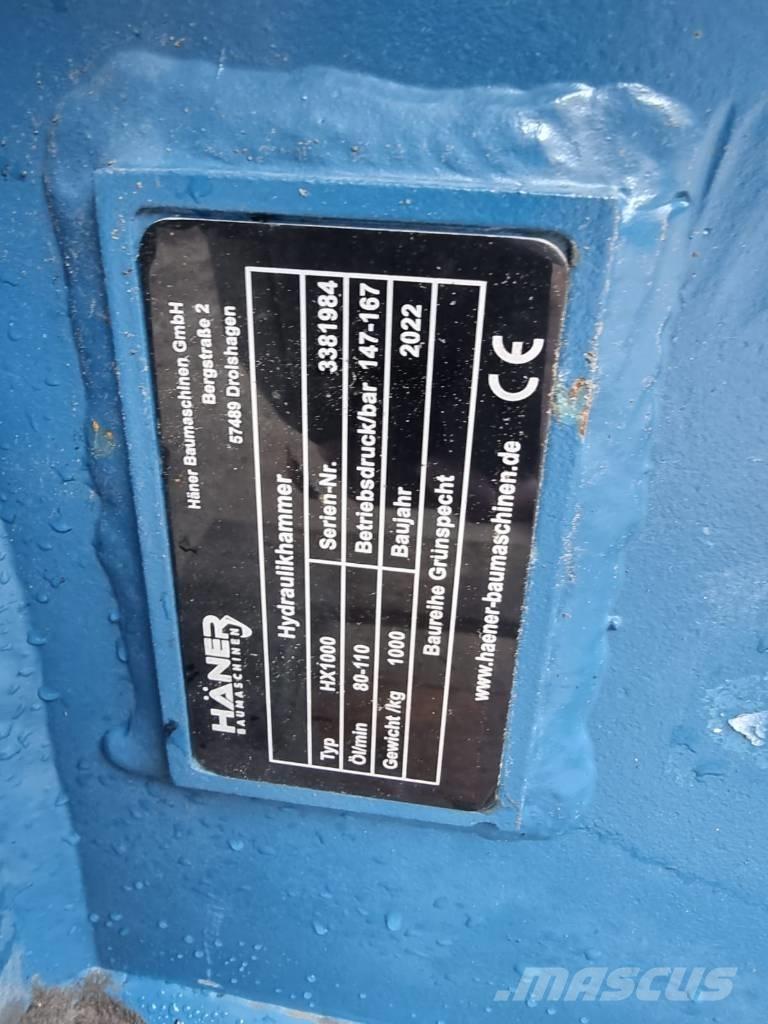 HÄNER
BAUMASCHINEN
Häner Baumaschinen GmbH
Bergstraße 2
57489 Drolshagen
Hydraulikhammer
Typ HX1000 Serien-Nr. 3381984
Öl/min 80-110 Betriebsdruck/bar 147-167
Gewicht /kg 1000 Baujahr 2022
Baureihe Grünspecht
www.haener-baumaschinen.de CE
MASCUS